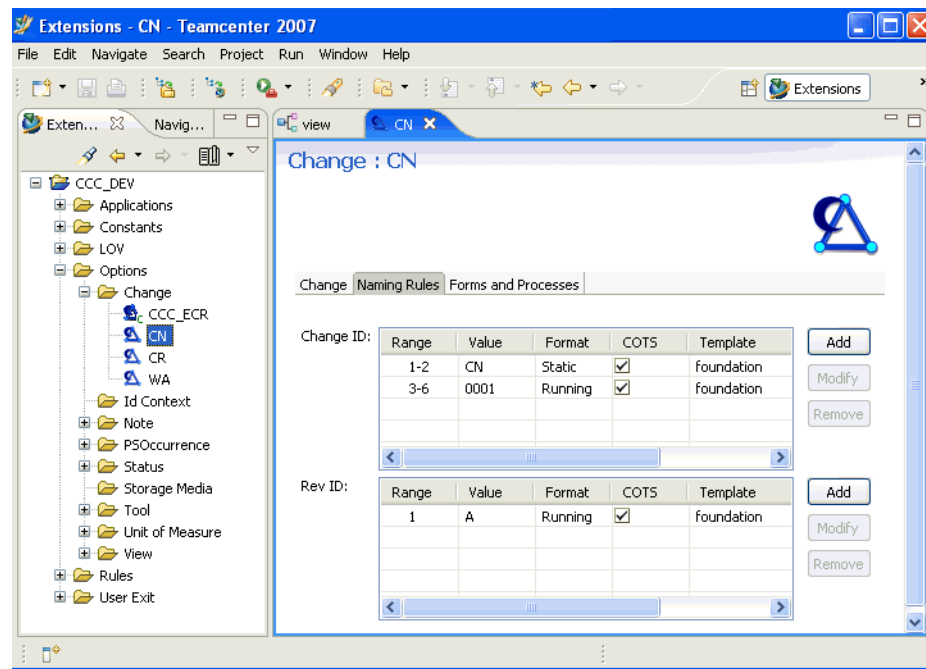 Extensions - CN - Teamcenter 2007
File Edit Navigate Search Project Run Window Help
Extensions
Exten... Navig...
view CN
CCC_DEV
Applications
Constants
LOV
Options
Change
CCC_ECR
CN
CR
WA
Id Context
Note
PSOccurrence
Status
Storage Media
Tool
Unit of Measure
View
Rules
User Exit
Change : CN
Change Naming Rules Forms and Processes
Change ID:
Range Value Format COTS Template
1-2 CN Static foundation
3-6 0001 Running foundation
Add
Modify
Remove
Rev ID:
Range Value Format COTS Template
1 A Running foundation
Add
Modify
Remove